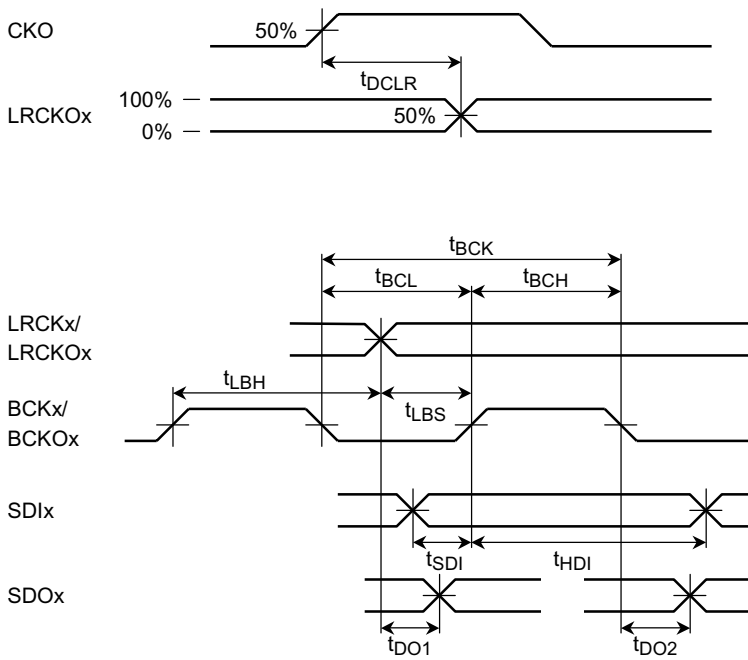 CKO
50%
tDCLR
100%
LRCKOx
50%
0%
tBCK
tBCL
tBCH
LRCKx/
LRCKOx
tLBH
tLBS
BCKx/
BCKOx
SDIx
tSDI
tHDI
SDOx
tDO1
tDO2